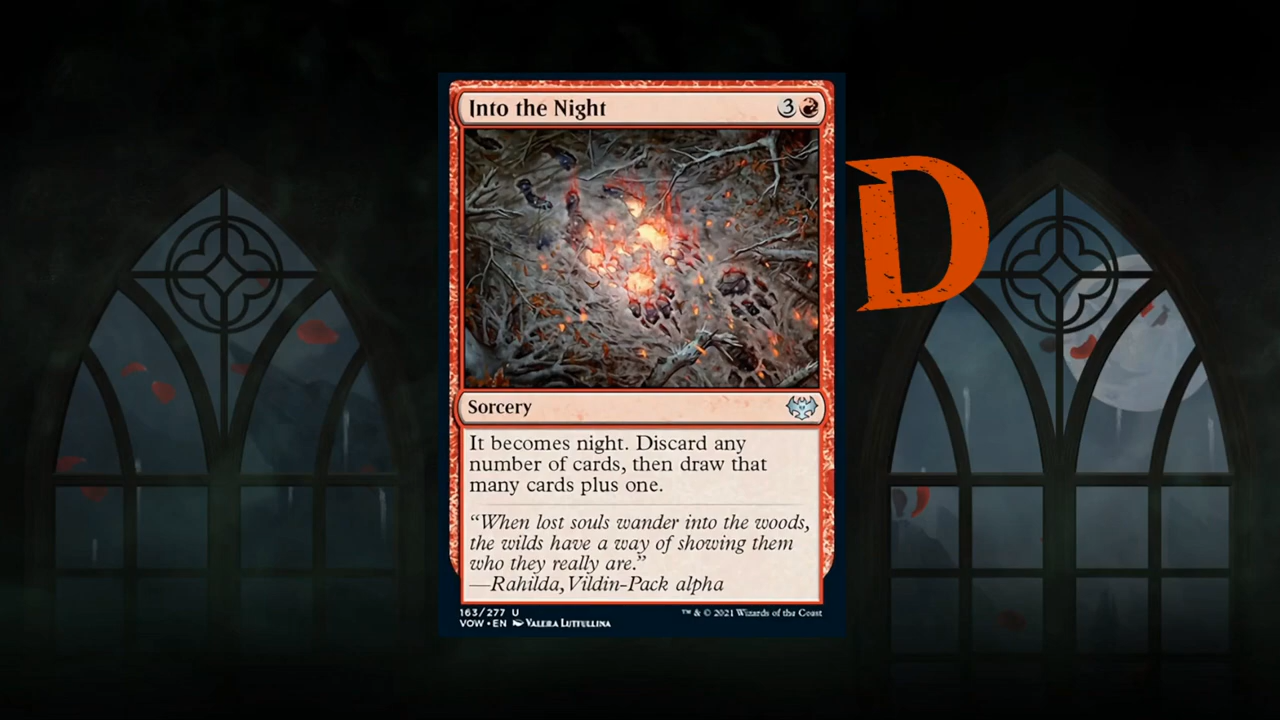 Into the Night
3
D
Sorcery
It becomes night. Discard any
number of cards, then draw that
many cards plus one.
“When lost souls wander into the woods,
the wilds have a way of showing them
who they really are.”
—Rahilda, Vildin-Pack alpha
163/277 U
VOW • EN Valera Lutfullina
™ & © 2021 Wizards of the Coast